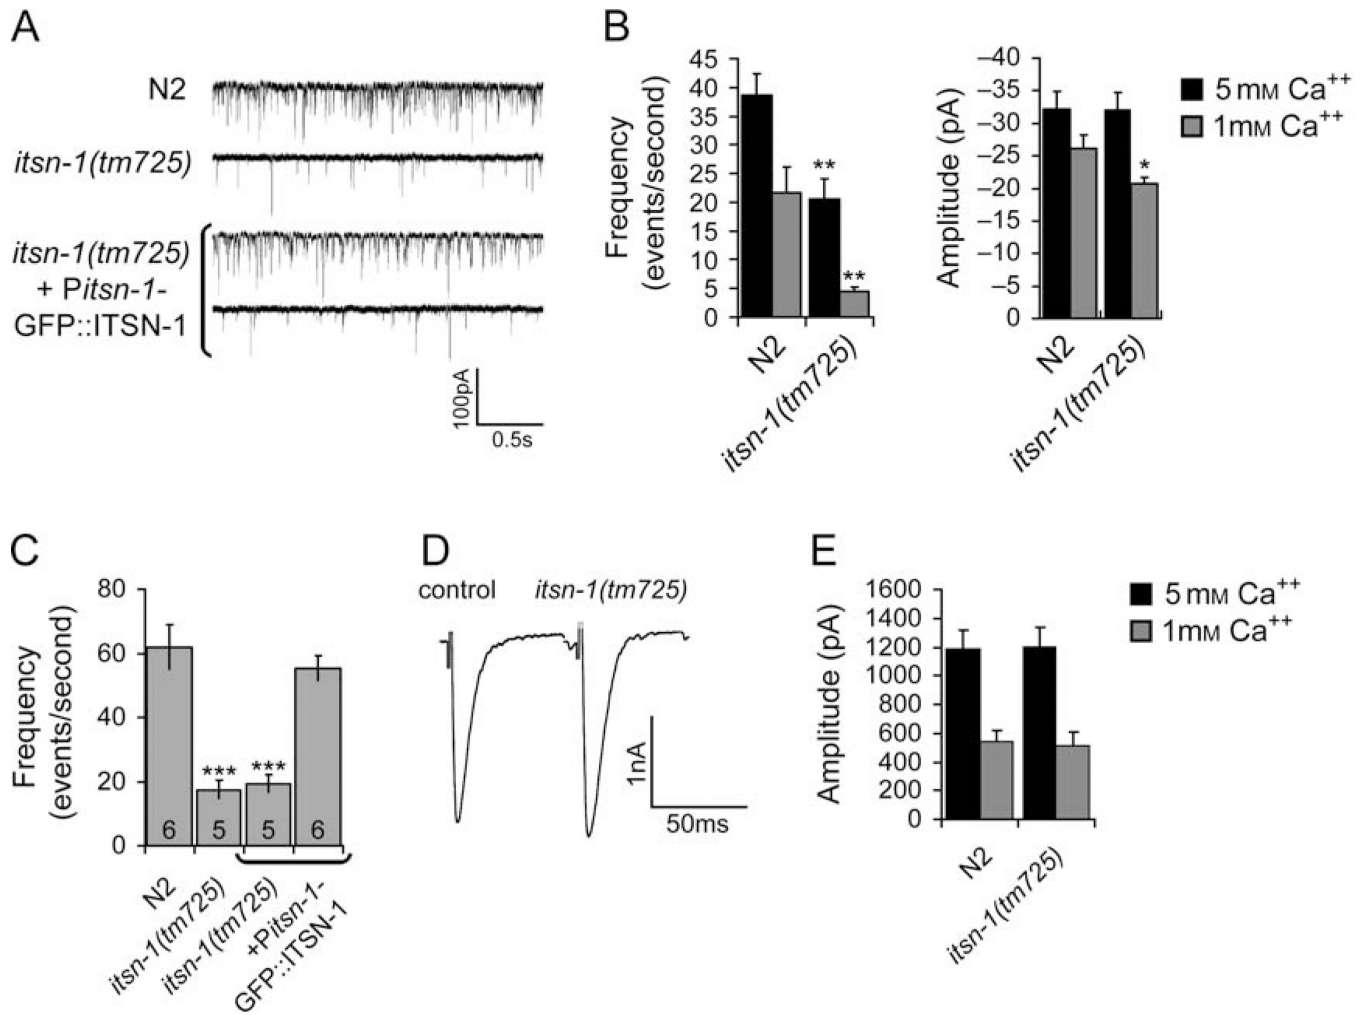 A
N2
itsn-1(tm725)
itsn-1(tm725)
+ Pitsn-1-
GFP::ITSN-1
100pA
0.5s
B
Frequency
(events/second)
45
40
35
30
25
20
15
10
5
0
**
**
N2
itsn-1(tm725)
Amplitude (pA)
–40
–35
–30
–25
–20
–15
–10
–5
0
*
N2
itsn-1(tm725)
5 mM Ca++
1mM Ca++
C
Frequency
(events/second)
80
60
40
20
0
***
***
6
5
5
6
N2
itsn-1(tm725)
itsn-1(tm725)
+Pitsn-1-
GFP::ITSN-1
D
control
itsn-1(tm725)
1nA
50ms
E
Amplitude (pA)
1600
1400
1200
1000
800
600
400
200
0
N2
itsn-1(tm725)
5 mM Ca++
1mM Ca++